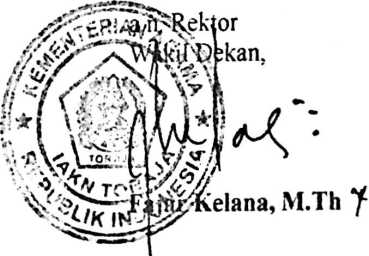 a.n. Rektor
Wakil Dekan,
KEMENTERIAN AGAMA
IAKN TORAJA
REPUBLIK INDONESIA
Fajar Kelana, M.Th